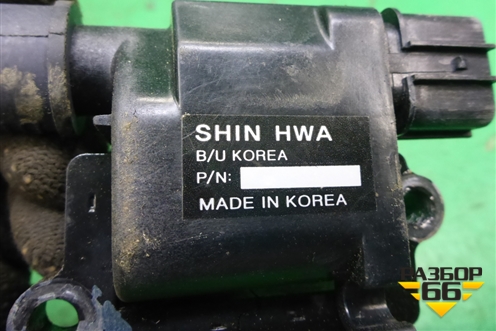 SHIN HWA
B/U KOREA
P/N:
MADE IN KOREA
РАЗБОР
66